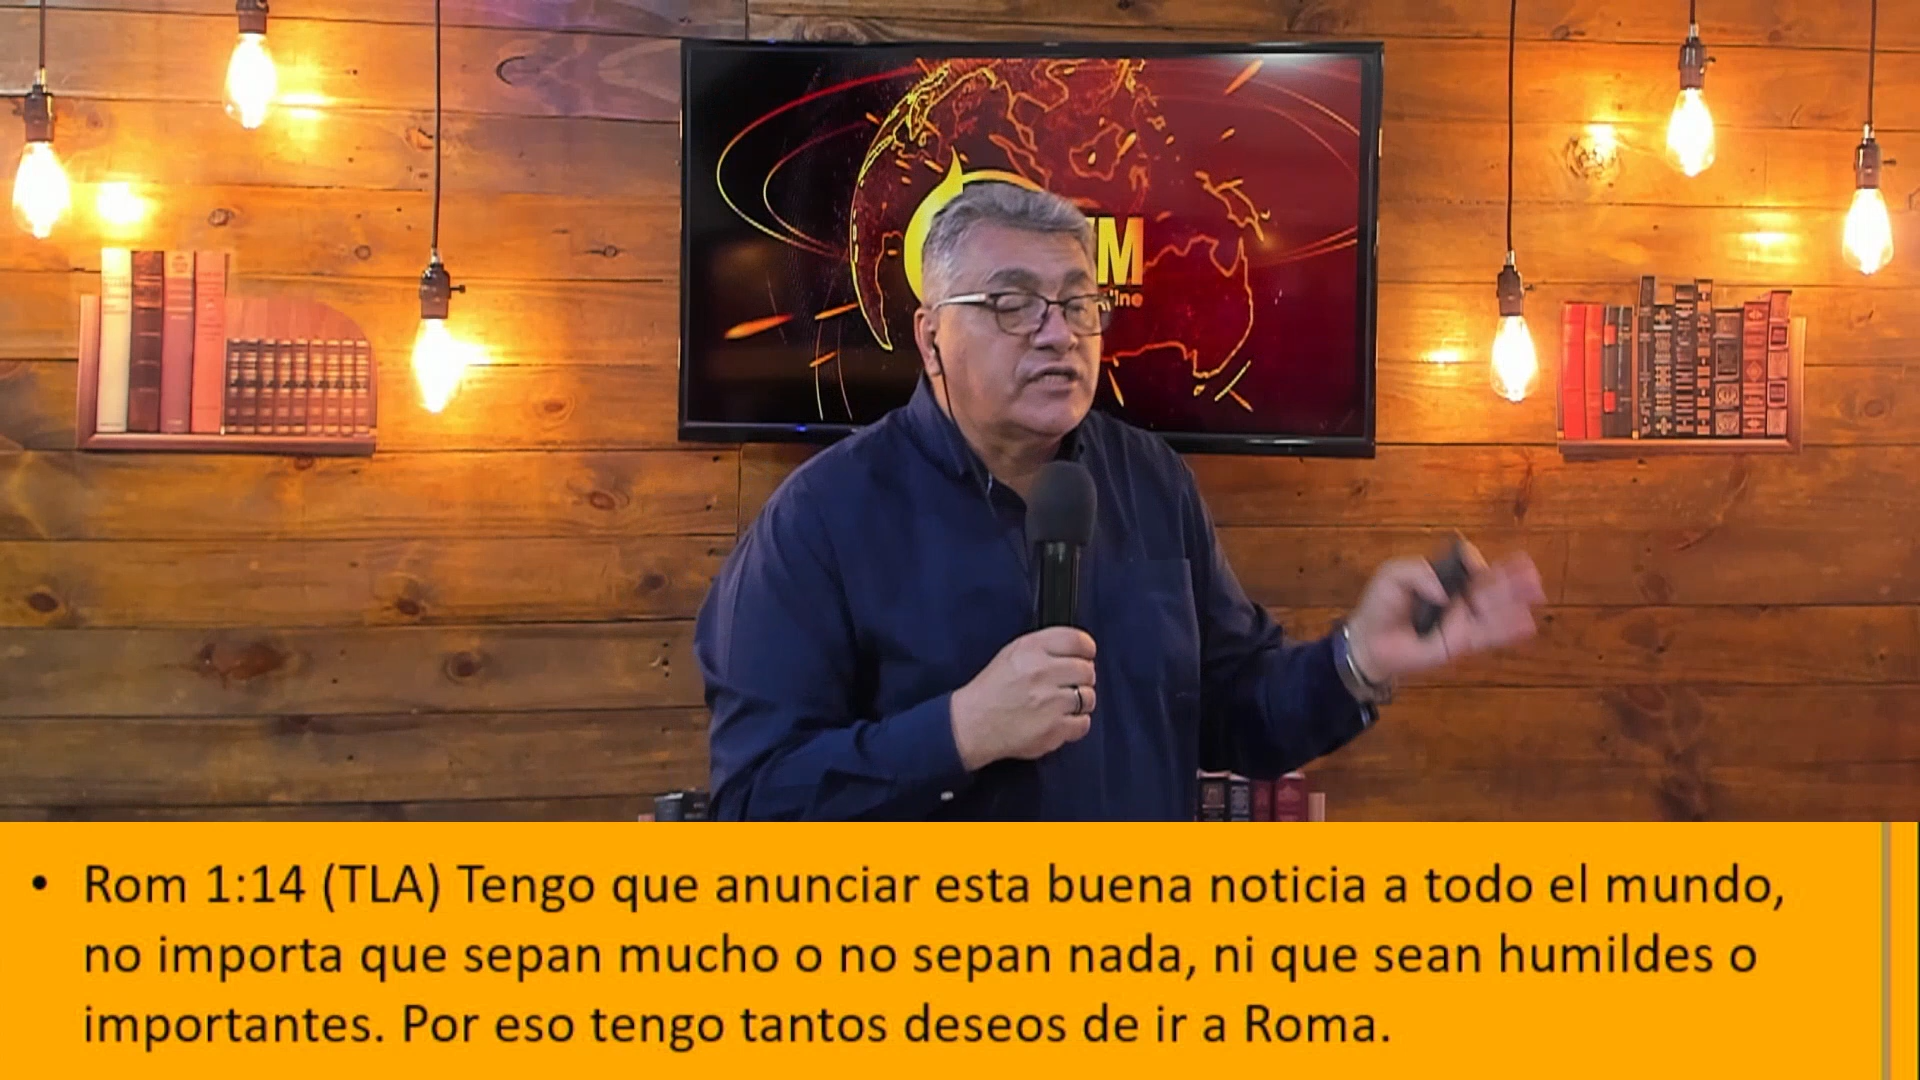 • Rom 1:14 (TLA) Tengo que anunciar esta buena noticia a todo el mundo,
no importa que sepan mucho o no sepan nada, ni que sean humildes o
importantes. Por eso tengo tantos deseos de ir a Roma.